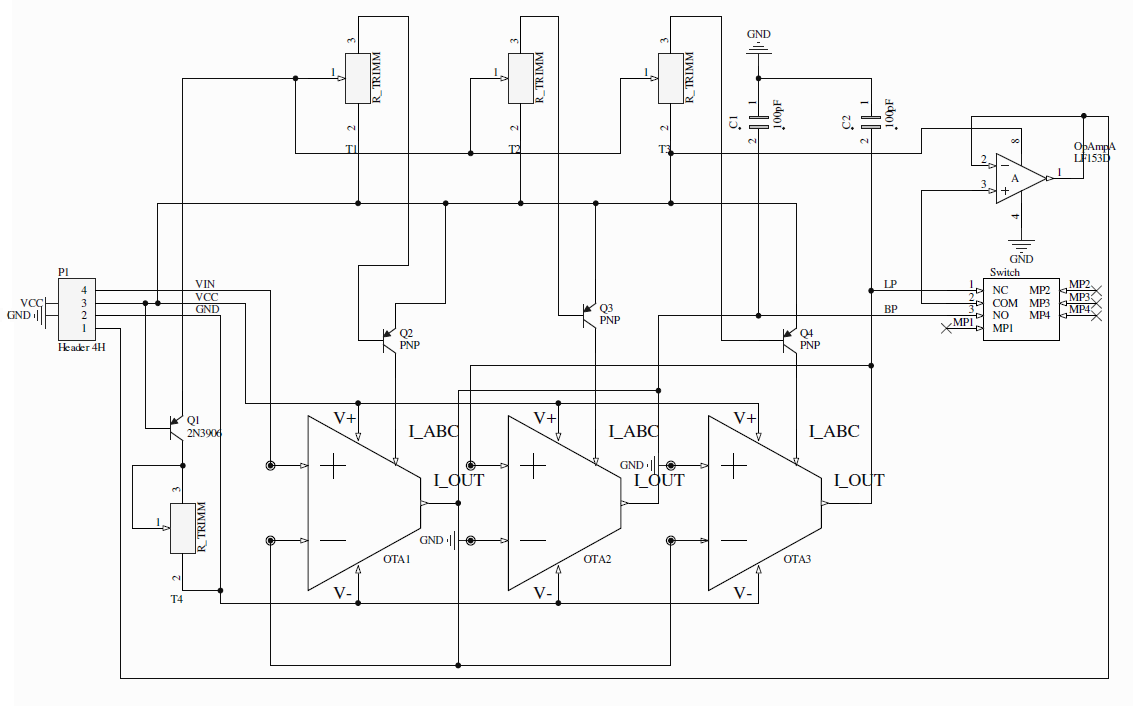 GND
3
3
3
1
R_TRIMM
1
R_TRIMM
1
R_TRIMM
2
2
2
T1
T2
T3
1
C1
100pF
2
1
C2
100pF
2
8
OpAmpA
LF153D
2
A
1
3
4
GND
P1
VCC
GND
4
3
2
1
Header 4H
VIN
VCC
GND
Switch
LP
1
NC
MP2
MP2
2
COM
MP3
MP3
BP
3
NO
MP4
MP4
MP1
MP1
Q2
PNP
Q3
PNP
Q4
PNP
Q1
2N3906
3
1
R_TRIMM
2
T4
V+
I_ABC
+
I_OUT
—
OTA1
V-
V+
I_ABC
+
I_OUT
GND
—
OTA2
V-
V+
I_ABC
GND
+
I_OUT
—
OTA3
V-